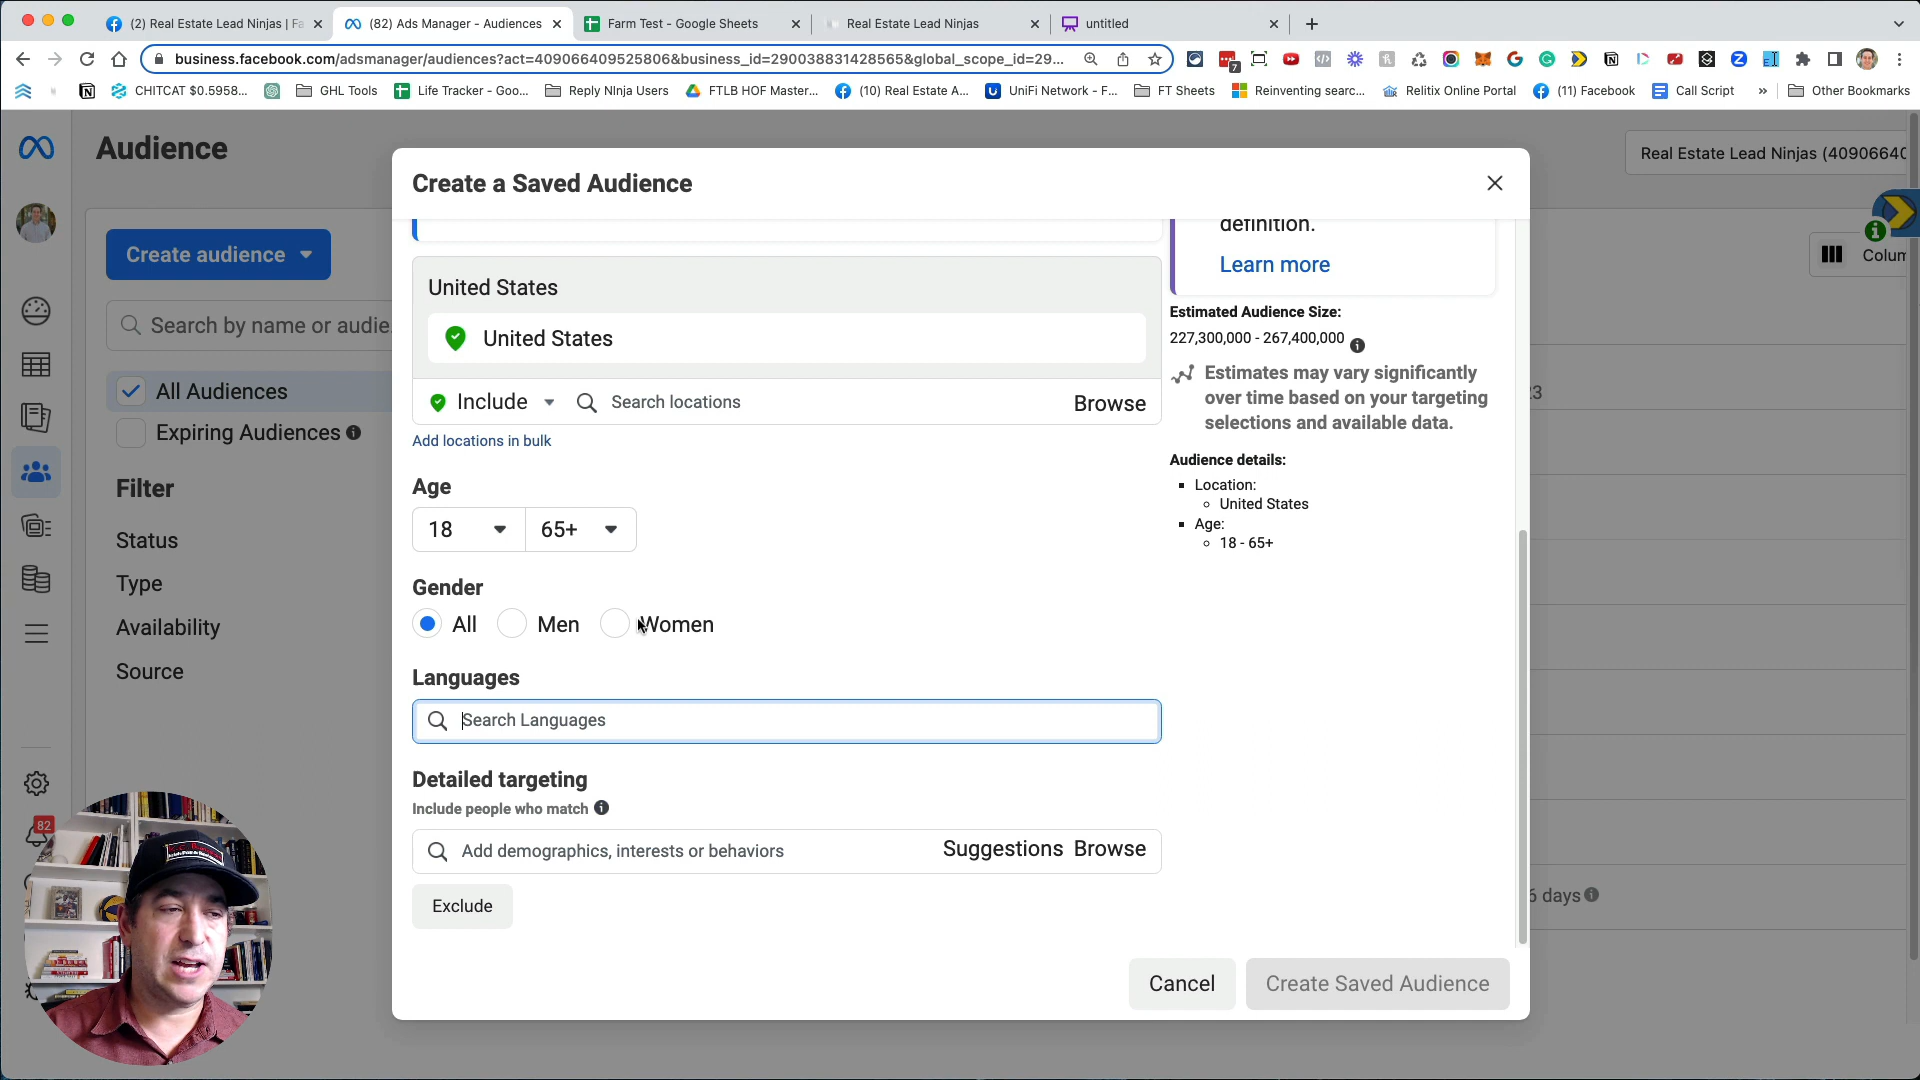 (2) Real Estate Lead Ninjas | Fa
(82) Ads Manager - Audiences
Farm Test - Google Sheets
Real Estate Lead Ninjas
untitled
business.facebook.com/adsmanager/audiences?act=409066409525806&business_id=290038831428565&global_scope_id=29...
7
CHITCAT $0.5958...
GHL Tools
Life Tracker - Goo...
Reply NInja Users
FTLB HOF Master...
(10) Real Estate A...
UniFi Network - F...
FT Sheets
Reinventing searc...
Relitix Online Portal
(11) Facebook
Call Script
»
Other Bookmarks
Audience
Real Estate Lead Ninjas (40906640
Create audience
Colum
Search by name or audie
All Audiences
Expiring Audiences
Filter
Status
Type
Availability
Source
82
Create a Saved Audience
definition.
Learn more
United States
United States
Include
Search locations
Browse
Add locations in bulk
Age
18
65+
Gender
All
Men
Women
Languages
Search Languages
Detailed targeting
Include people who match
Add demographics, interests or behaviors
Suggestions
Browse
Exclude
Estimated Audience Size:
227,300,000 - 267,400,000
Estimates may vary significantly
over time based on your targeting
selections and available data.
Audience details:
Location:
United States
Age:
18 - 65+
6 days
Cancel
Create Saved Audience